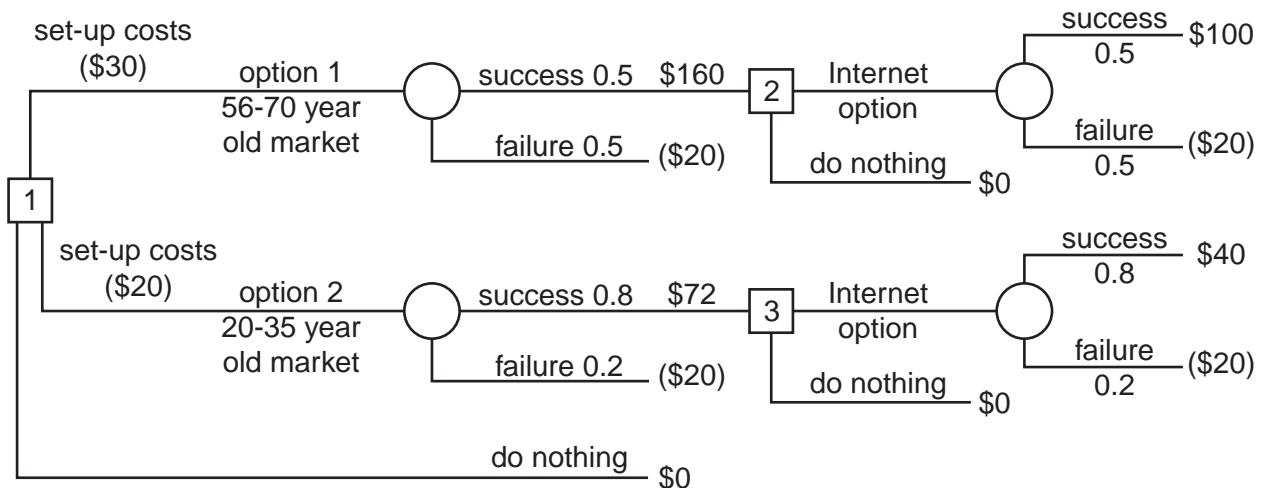 set-up costs
($30)
option 1
56-70 year
old market
success 0.5 $160
failure 0.5 ($20)
2
Internet
option
do nothing $0
success
0.5
$100
failure
0.5
($20)
1
set-up costs
($20)
option 2
20-35 year
old market
success 0.8 $72
failure 0.2 ($20)
3
Internet
option
do nothing $0
success
0.8
$40
failure
0.2
($20)
do nothing $0